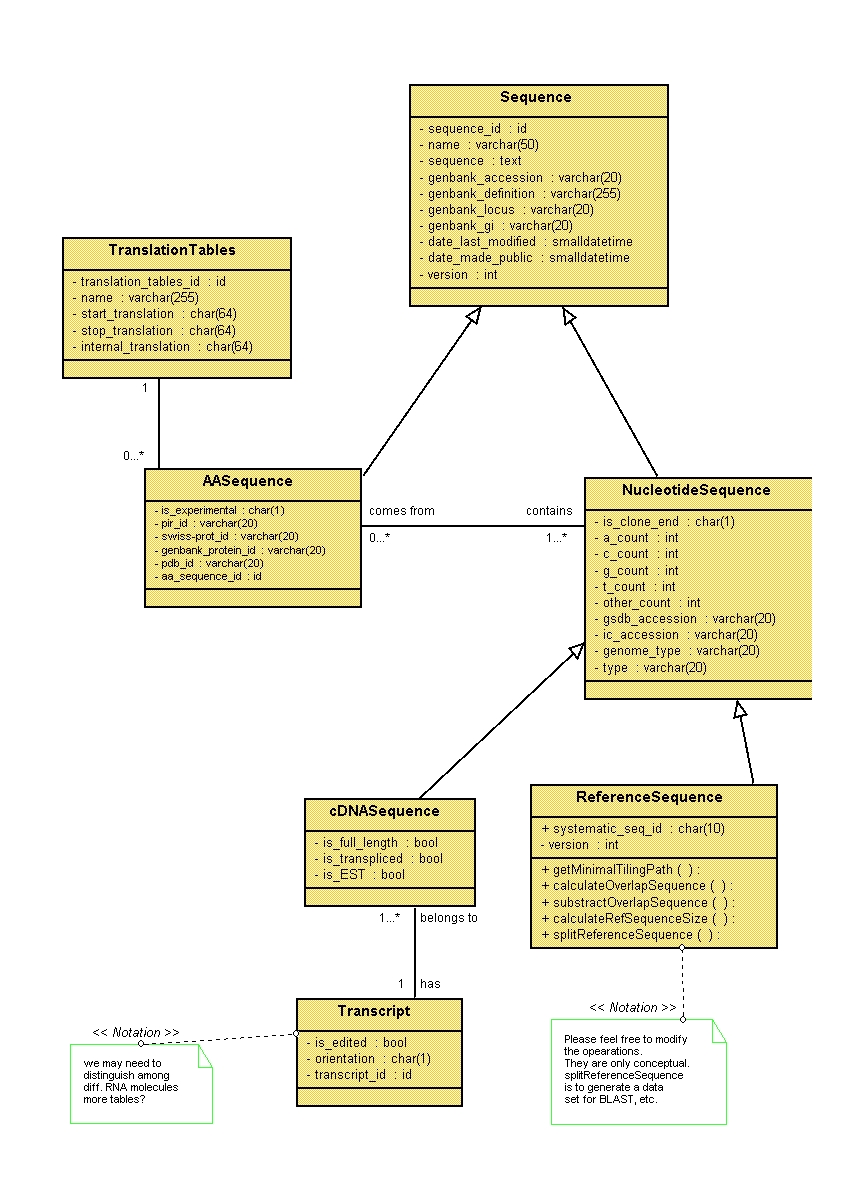 Sequence
- sequence_id : id
- name : varchar(50)
- sequence : text
- genbank_accession : varchar(20)
- genbank_definition : varchar(255)
- genbank_locus : varchar(20)
- genbank_gi : varchar(20)
- date_last_modified : smalldatetime
- date_made_public : smalldatetime
- version : int
TranslationTables
- translation_tables_id : id
- name : varchar(255)
- start_translation : char(64)
- stop_translation : char(64)
- internal_translation : char(64)
1
0...*
AASequence
- is_experimental : char(1)
- pir_id : varchar(20)
- swiss-prot_id : varchar(20)
- genbank_protein_id : varchar(20)
- pdb_id : varchar(20)
- aa_sequence_id : id
comes from
contains
0...*
1...*
NucleotideSequence
- is_clone_end : char(1)
- a_count : int
- c_count : int
- g_count : int
- t_count : int
- other_count : int
- gsdb_accession : varchar(20)
- ic_accession : varchar(20)
- genome_type : varchar(20)
- type : varchar(20)
cDNASequence
- is_full_length : bool
- is_transpliced : bool
- is_EST : bool
ReferenceSequence
+ systematic_seq_id : char(10)
- version : int
+ getMinimalTilingPath ( ) :
+ calculateOverlapSequence ( ) :
+ substractOverlapSequence ( ) :
+ calculateRefSequenceSize ( ) :
+ splitReferenceSequence ( ) :
1...*
belongs to
1
has
Transcript
- is_edited : bool
- orientation : char(1)
- transcript_id : id
<< Notation >>
we may need to
distinguish among
diff. RNA molecules
more tables?
<< Notation >>
Please feel free to modify
the opearations.
They are only conceptual.
splitReferenceSequence
is to generate a data
set for BLAST, etc.